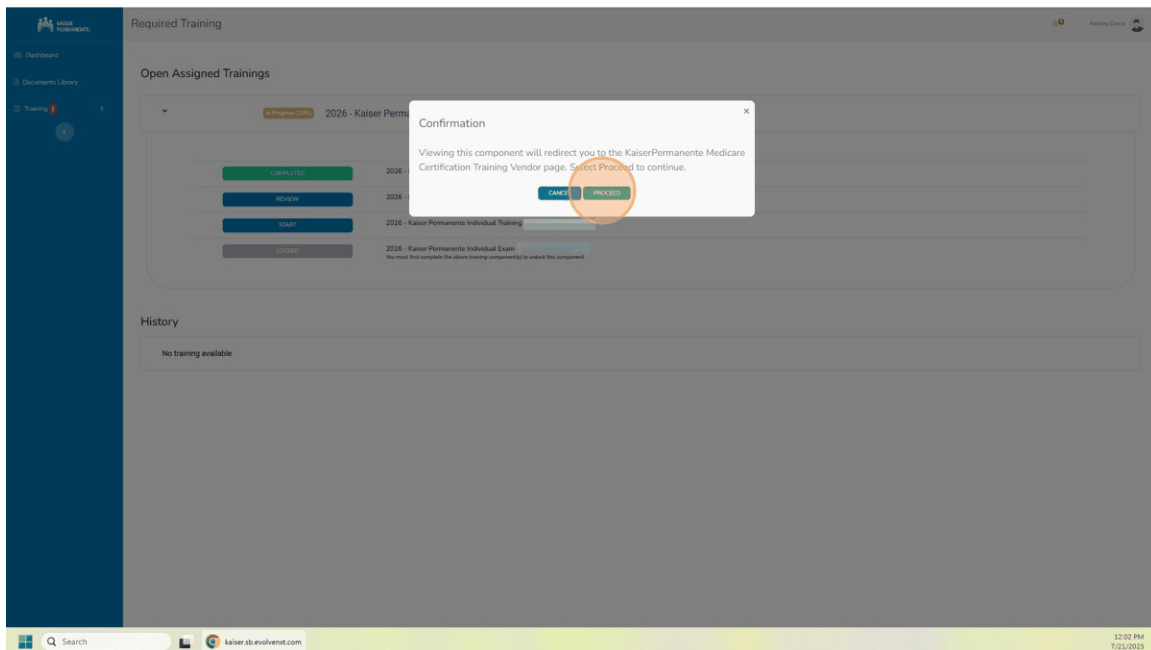 KAISER
PERMANENTE.
Required Training
0
Ashley Davis
Dashboard
Documents Library
Training 1
Open Assigned Trainings
In Progress
2026 - Kaiser Perma
Confirmation
×
Viewing this component will redirect you to the KaiserPermanente Medicare
Certification Training Vendor page. Select Proceed to continue.
CANCEL
PROCEED
COMPLETED
2026 -
REVIEW
2026 -
START
2026 - Kaiser Permanente Individual Training
LOCKED
2026 - Kaiser Permanente Individual Exam
You must first complete the above training component(s) to unlock this component.
History
No training available
Search
kaiser.sb.evolvenxt.com
12:02 PM
7/21/2025